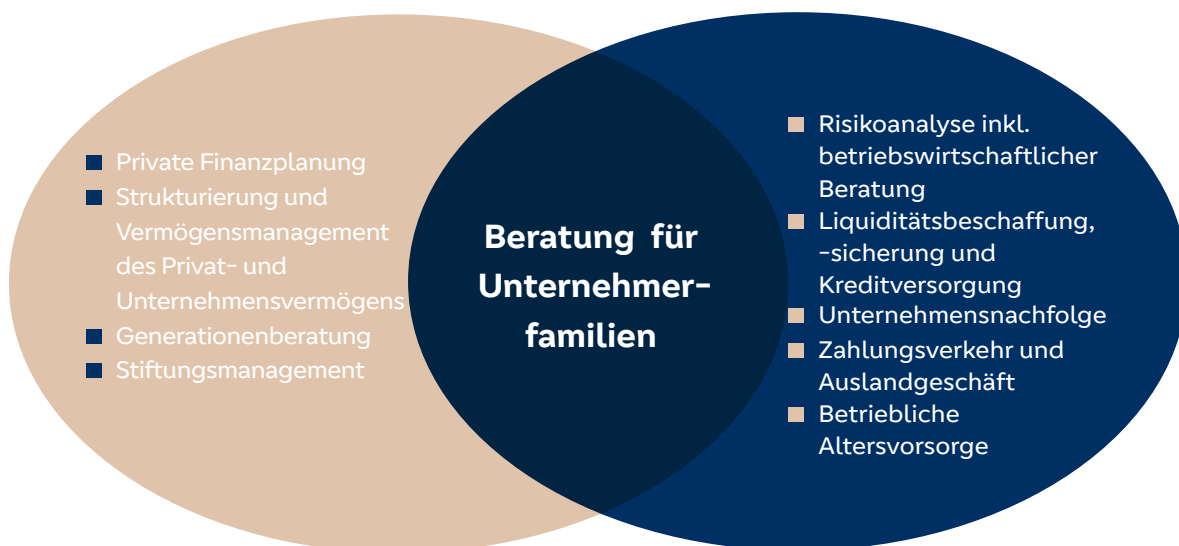 Private Finanzplanung
Strukturierung und
Vermögensmanagement
des Privat- und
Unternehmensvermögens
Generationenberatung
Stiftungsmanagement
Beratung für
Unternehmer-
familien
Risikoanalyse inkl.
betriebswirtschaftlicher
Beratung
Liquiditätsbeschaffung,
-sicherung und
Kreditversorgung
Unternehmensnachfolge
Zahlungsverkehr und
Auslandgeschäft
Betriebliche
Altersvorsorge